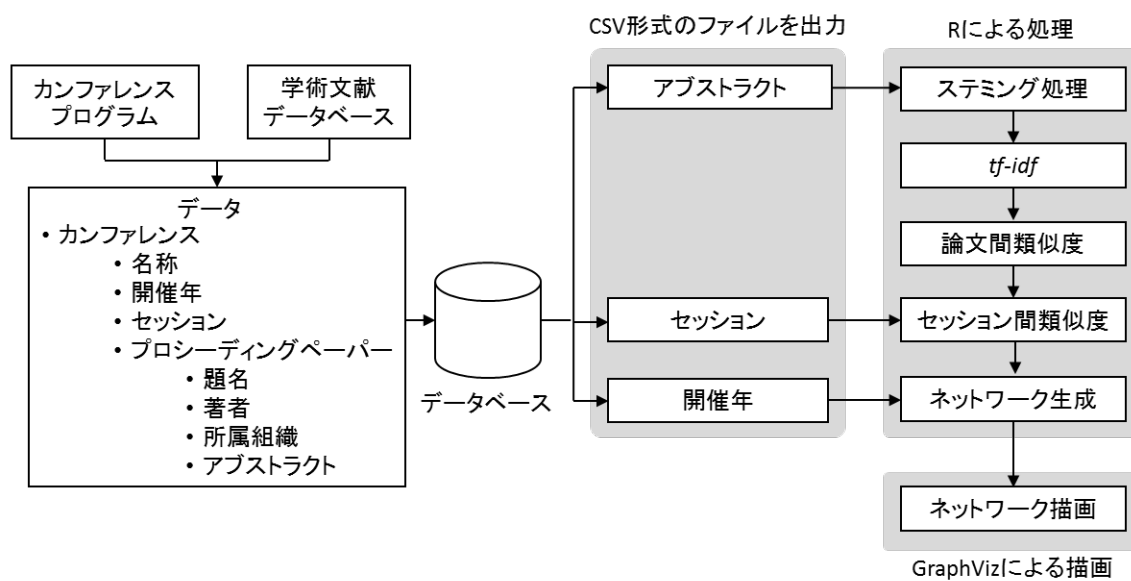 カンファレンス
プログラム
学術文献
データベース
データ
• カンファレンス
• 名称
• 開催年
• セッション
• プロシーディングペーパー
• 題名
• 著者
• 所属組織
• アブストラクト
データベース
CSV形式のファイルを出力
アブストラクト
セッション
開催年
Rによる処理
ステミング処理
tf-idf
論文間類似度
セッション間類似度
ネットワーク生成
ネットワーク描画
GraphVizによる描画